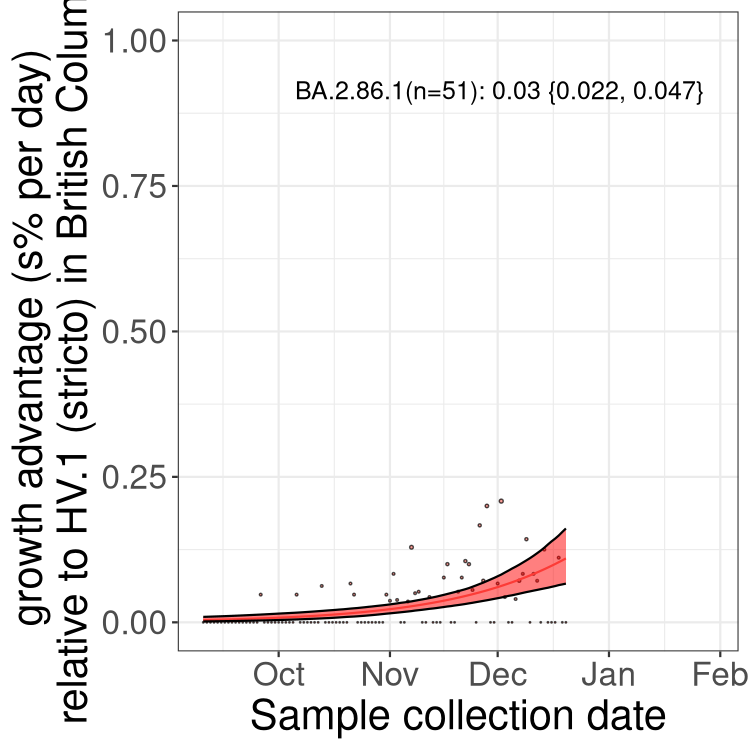 growth advantage (s% per day)
relative to HV.1 (stricto) in British Colum
1.00
0.75
0.50
0.25
0.00
BA.2.86.1(n=51): 0.03 {0.022, 0.047}
Oct Nov Dec Jan Feb
Sample collection date